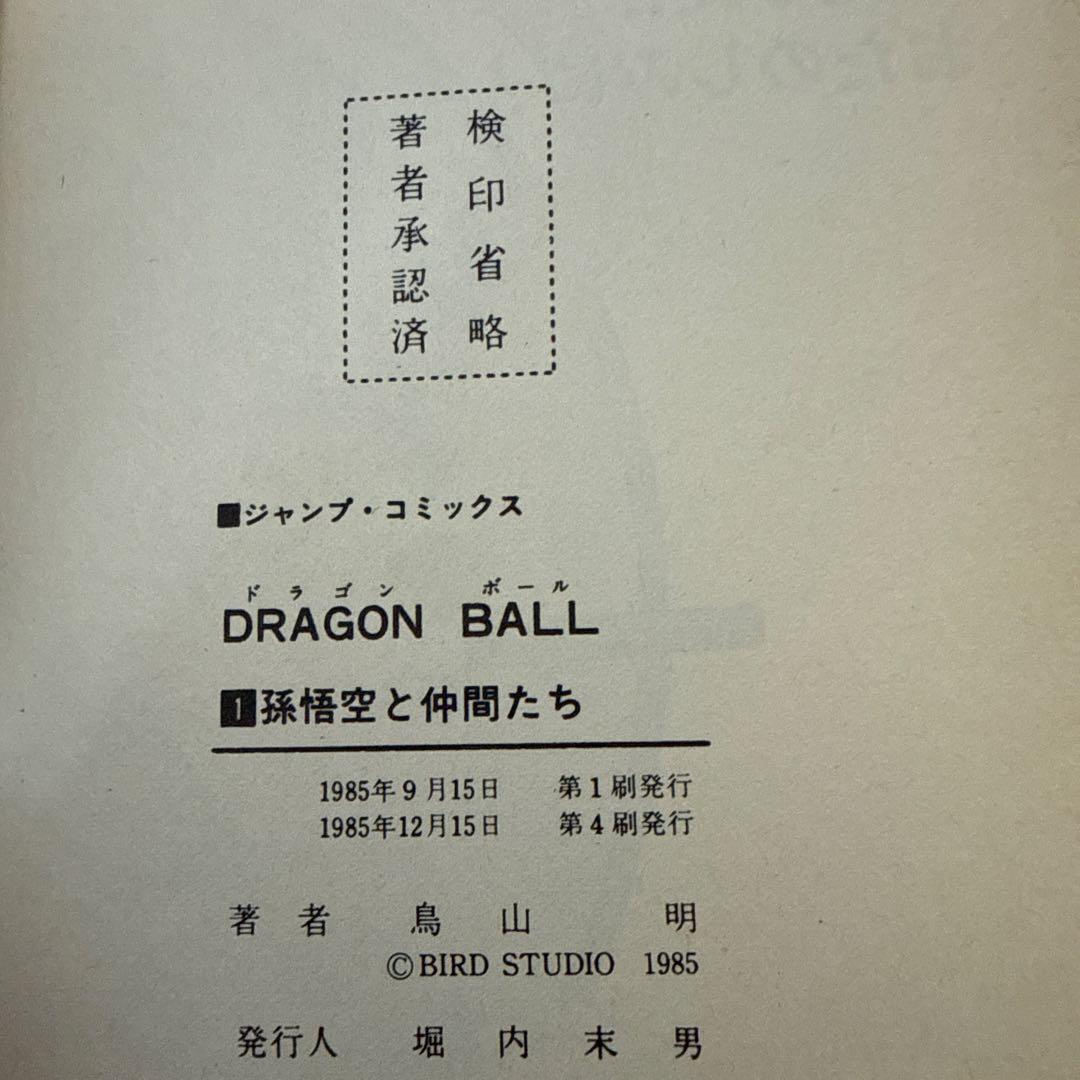 検印省略
著者承認済
■ジャンプ・コミックス
ドラゴン ボール
DRAGON BALL
1孫悟空と仲間たち
1985年9月15日 第1刷発行
1985年12月15日 第4刷発行
著者 鳥山 明
©BIRD STUDIO 1985
発行人 堀内末男